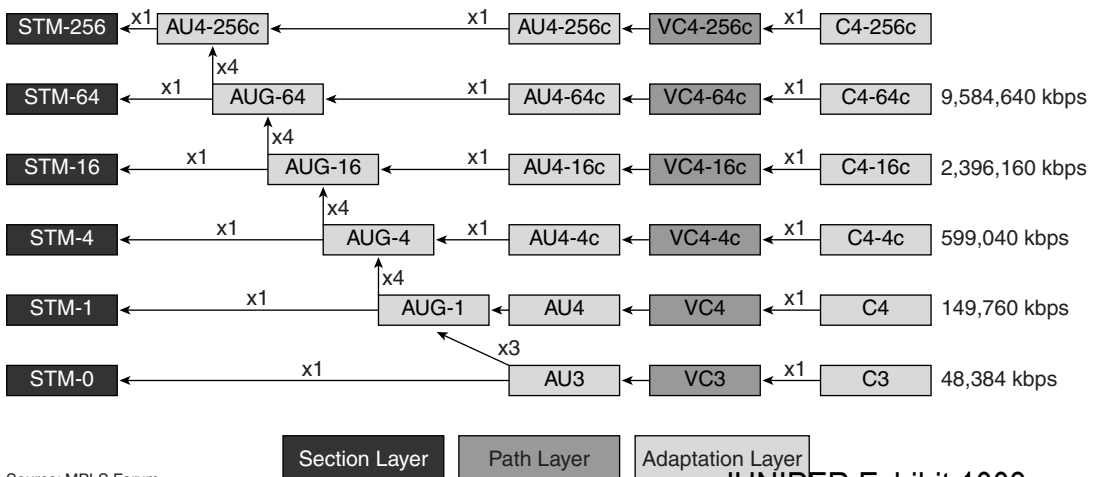 x1 x1 x1
STM-256 AU4-256c AU4-256c VC4-256c C4-256c
x4
x1 x1 x1
STM-64 AUG-64 AU4-64c VC4-64c C4-64c 9,584,640 kbps
x4
x1 x1 x1
STM-16 AUG-16 AU4-16c VC4-16c C4-16c 2,396,160 kbps
x4
x1 x1 x1
STM-4 AUG-4 AU4-4c VC4-4c C4-4c 599,040 kbps
x4
x1 x1
STM-1 AUG-1 AU4 VC4 C4 149,760 kbps
x3
x1 x1
STM-0 AU3 VC3 C3 48,384 kbps
Section Layer Path Layer Adaptation Layer
Source: MPLS Forum